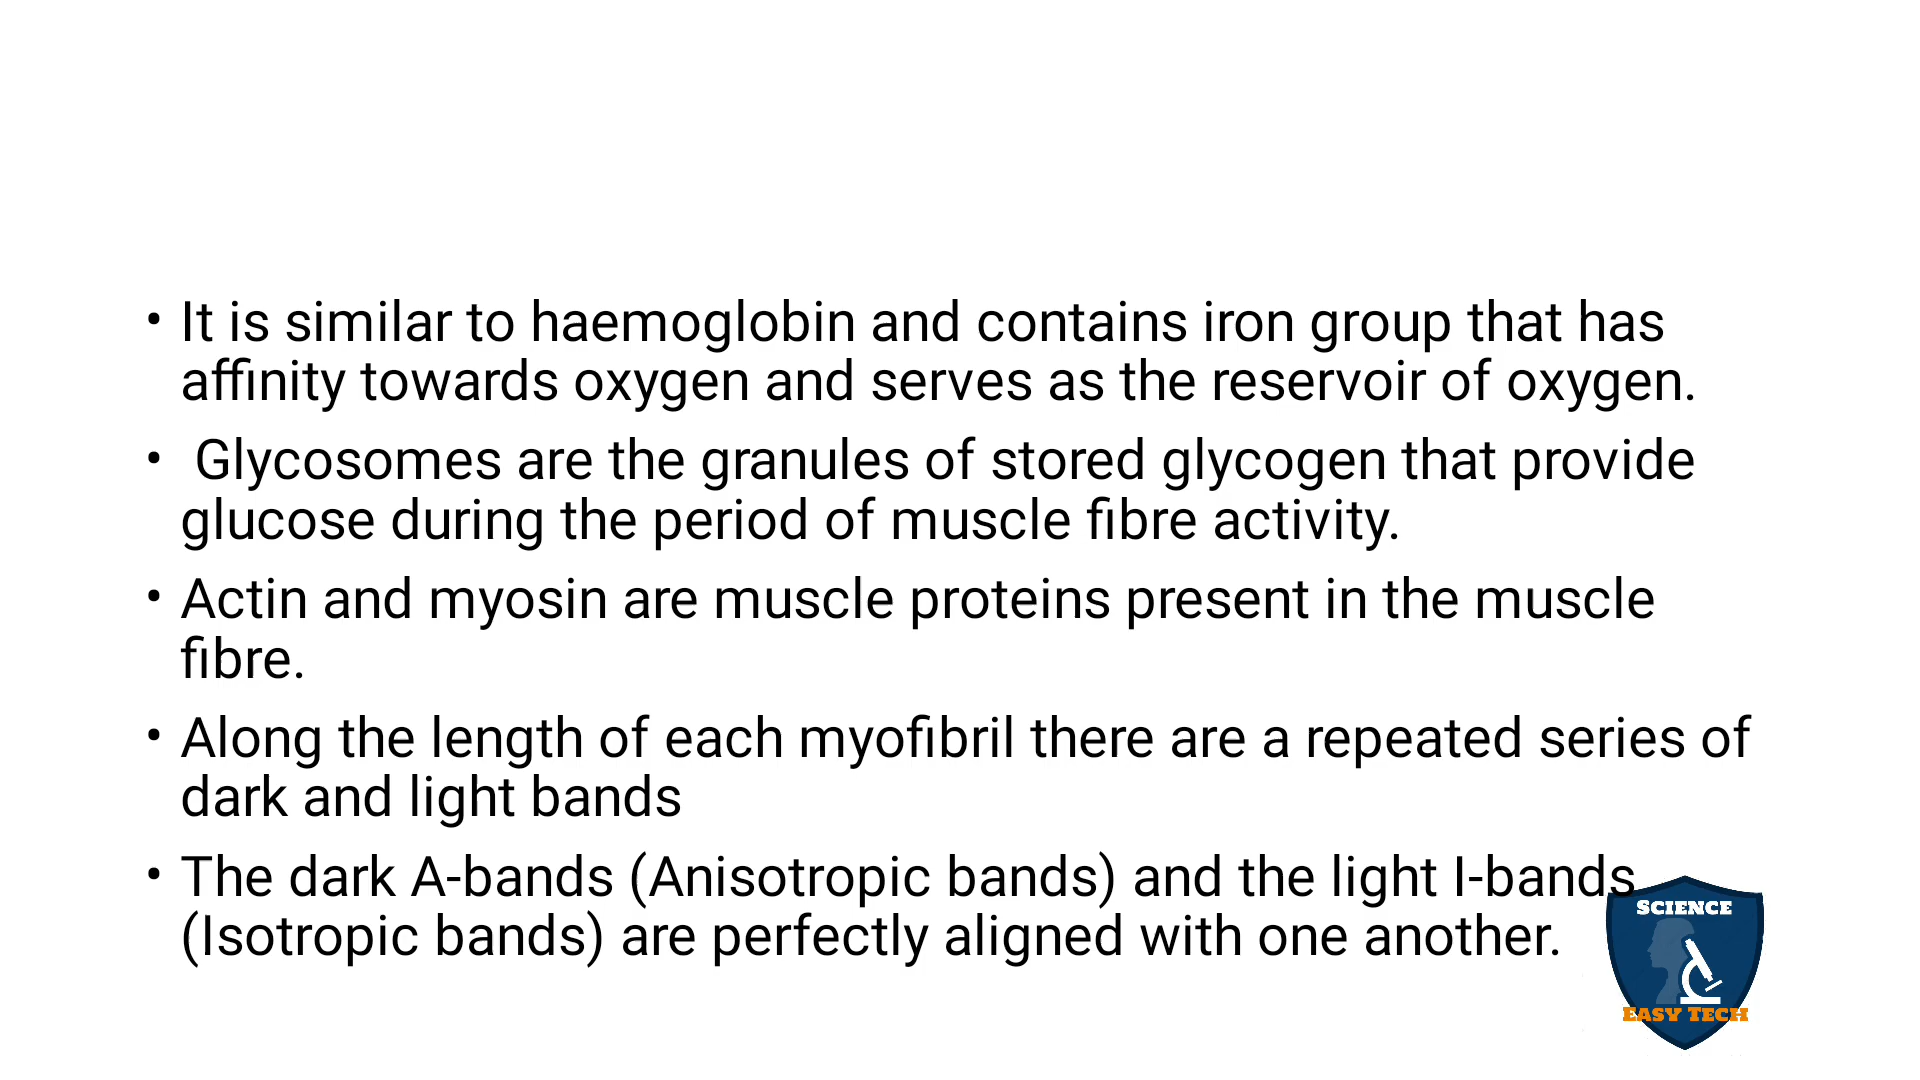 • It is similar to haemoglobin and contains iron group that has
affinity towards oxygen and serves as the reservoir of oxygen.
• Glycosomes are the granules of stored glycogen that provide
glucose during the period of muscle fibre activity.
• Actin and myosin are muscle proteins present in the muscle
fibre.
• Along the length of each myofibril there are a repeated series of
dark and light bands
• The dark A-bands (Anisotropic bands) and the light I-bands
(Isotropic bands) are perfectly aligned with one another.
SCIENCE
EASY TECH